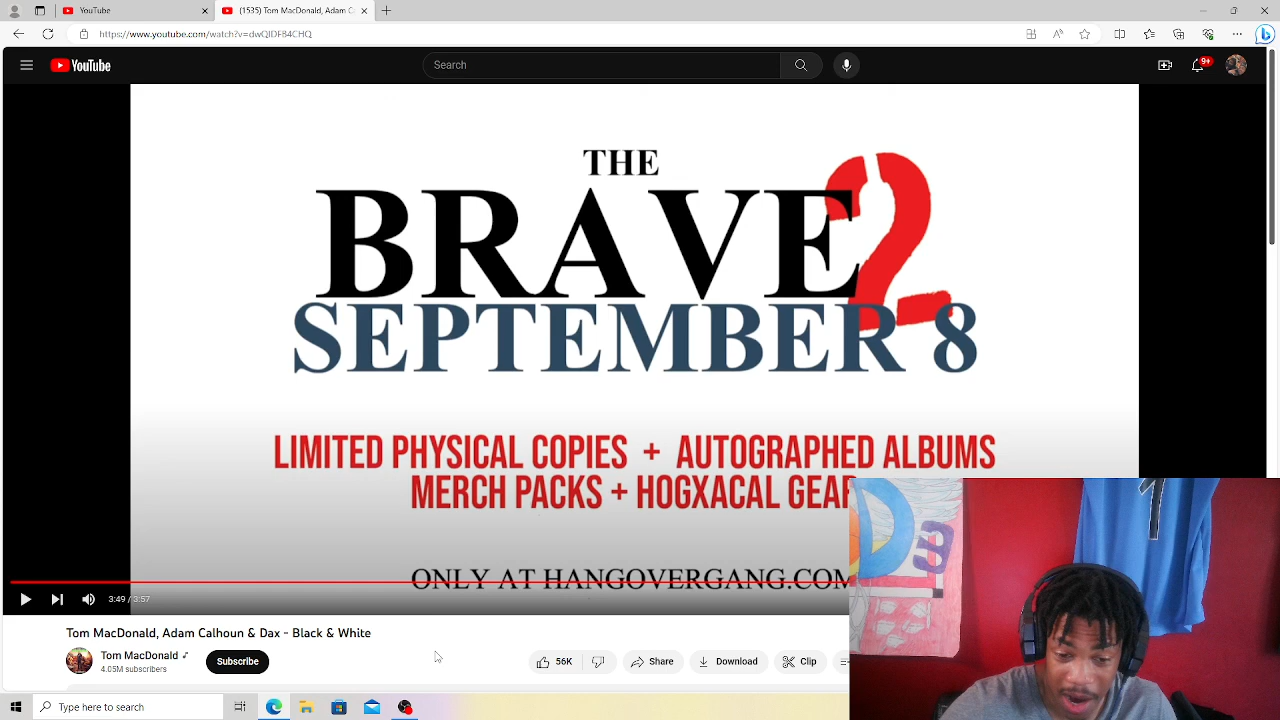 YouTube
(1535) Tom MacDonald, Adam C
https://www.youtube.com/watch?v=dwQIDFB4CHQ
YouTube
Search
9+
THE
BRAVE 2
SEPTEMBER 8
LIMITED PHYSICAL COPIES + AUTOGRAPHED ALBUMS
MERCH PACKS + HOGXACAL GEAR
ONLY AT HANGOVERGANG.COM
3:49 / 3:57
Tom MacDonald, Adam Calhoun & Dax - Black & White
Tom MacDonald
4.05M subscribers
Subscribe
56K
Share
Download
Clip
Type here to search